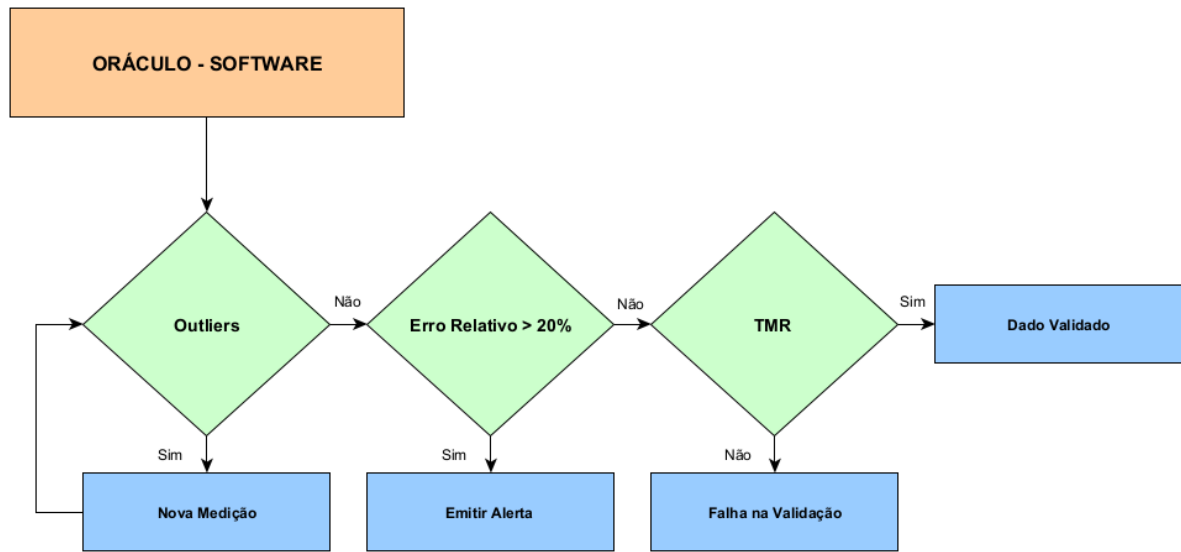 ORÁCULO - SOFTWARE
Outliers
Não
Erro Relativo > 20%
Não
TMR
Sim
Dado Validado
Sim
Nova Medição
Sim
Emitir Alerta
Não
Falha na Validação